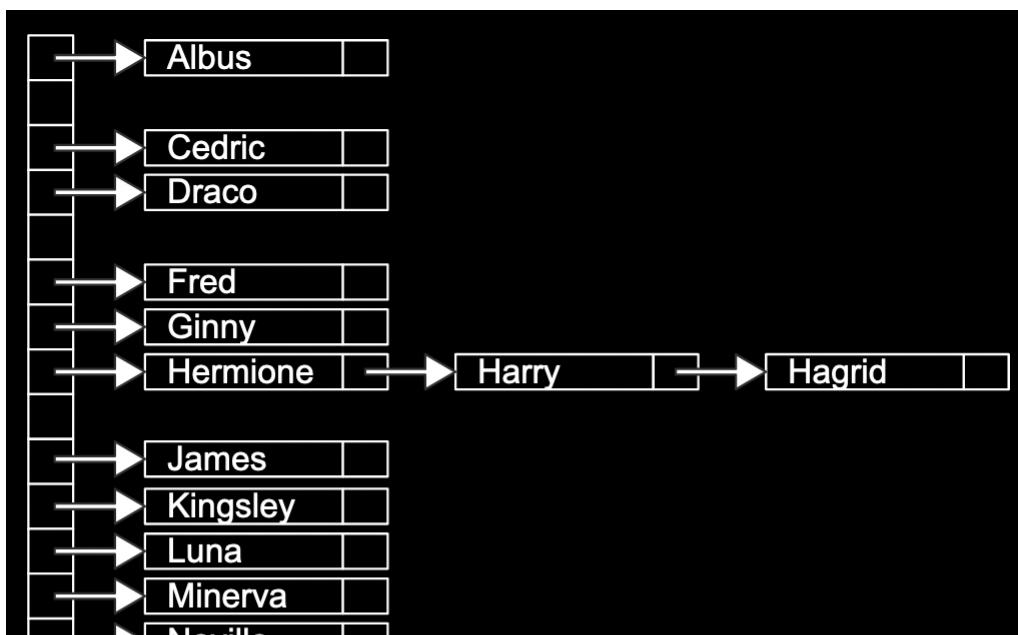 Albus
Cedric
Draco
Fred
Ginny
Hermione Harry Hagrid
James
Kingsley
Luna
Minerva